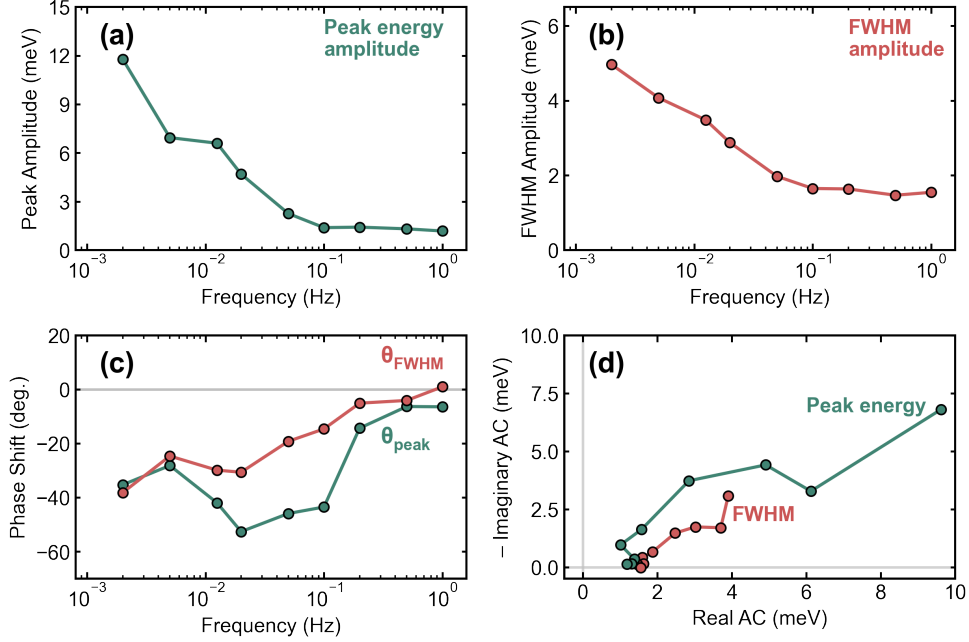 (a)
Peak energy
amplitude
Peak Amplitude (meV)
15
12
9
6
3
0
10⁻³
10⁻²
10⁻¹
10⁰
Frequency (Hz)
(b)
FWHM
amplitude
FWHM Amplitude (meV)
6
4
2
0
10⁻³
10⁻²
10⁻¹
10⁰
Frequency (Hz)
(c)
θFWHM
θpeak
Phase Shift (deg.)
20
0
−20
−40
−60
10⁻³
10⁻²
10⁻¹
10⁰
Frequency (Hz)
(d)
Peak energy
FWHM
− Imaginary AC (meV)
10.0
7.5
5.0
2.5
0.0
0
2
4
6
8
10
Real AC (meV)